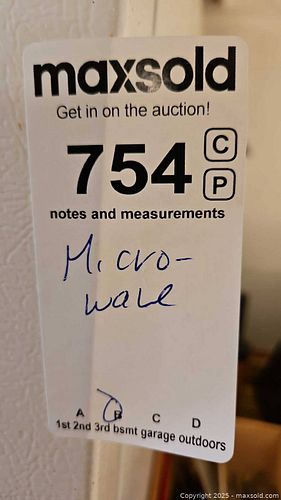 maxsold
Get in on the auction!
754
C
P
notes and measurements
Micro-
wave
A B C D
1st 2nd 3rd bsmt garage outdoors
Copyright 2025 - maxsold.com